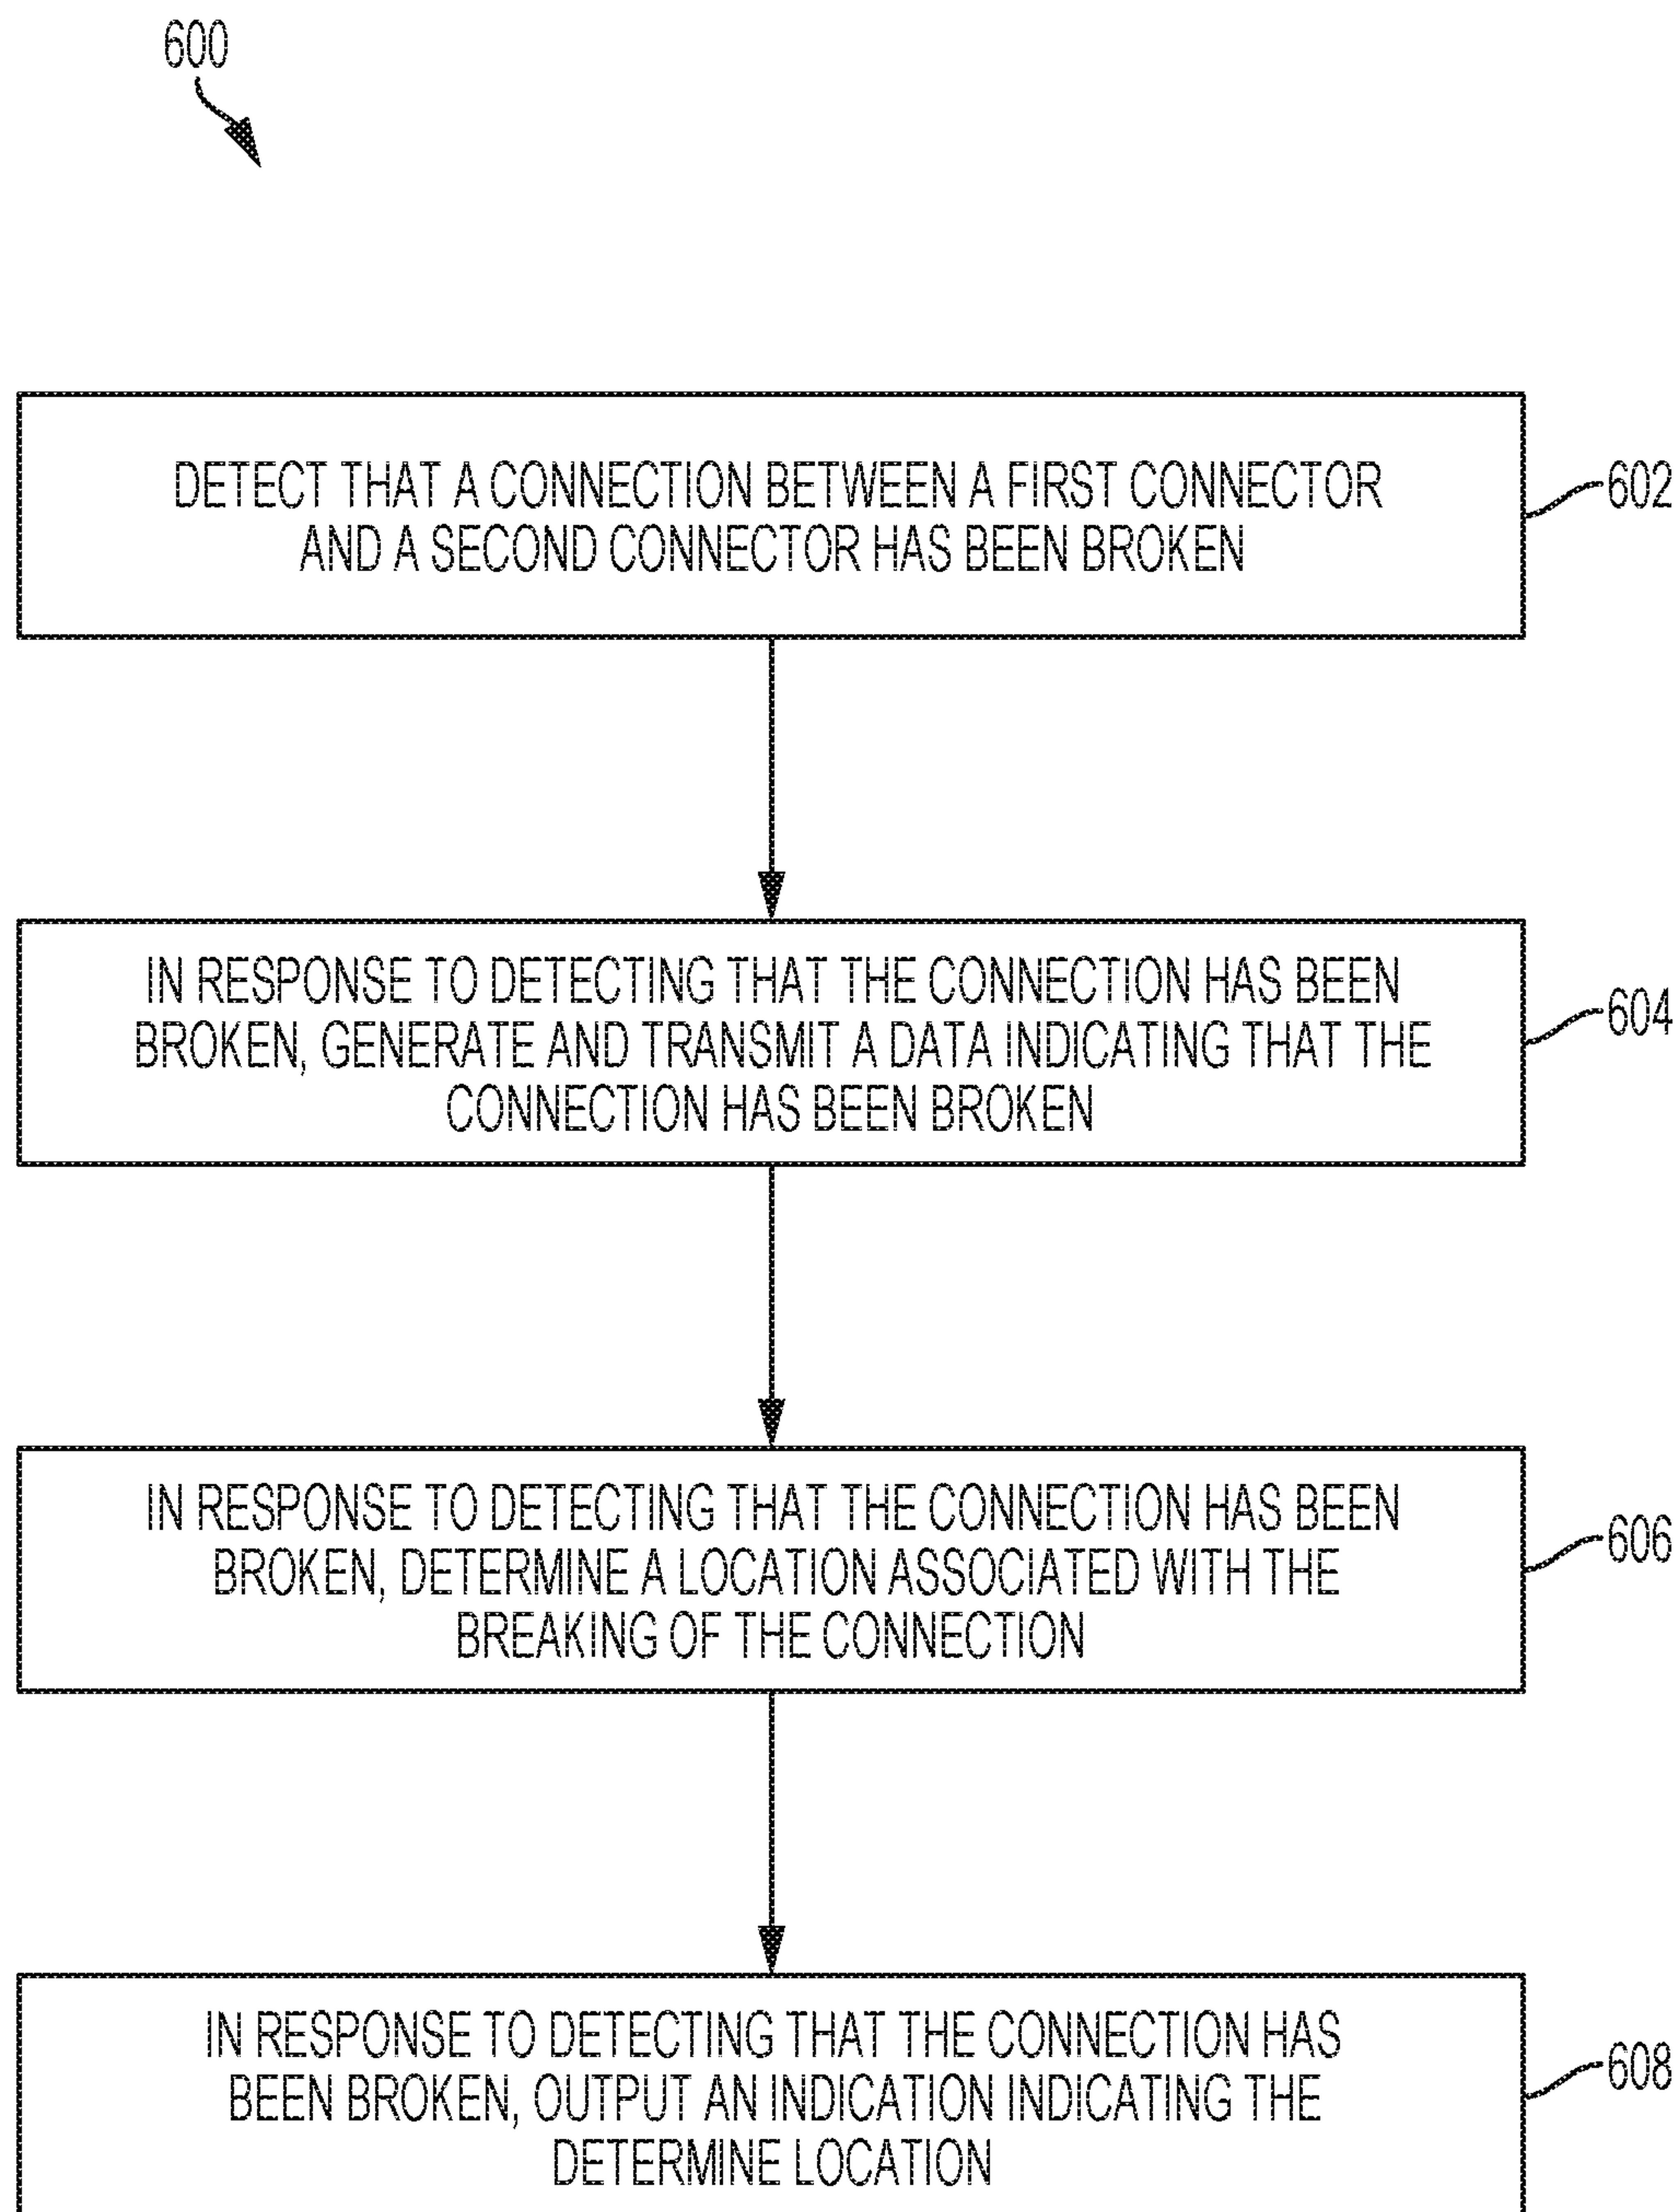 600
DETECT THAT A CONNECTION BETWEEN A FIRST CONNECTOR
AND A SECOND CONNECTOR HAS BEEN BROKEN
602
IN RESPONSE TO DETECTING THAT THE CONNECTION HAS BEEN
BROKEN, GENERATE AND TRANSMIT A DATA INDICATING THAT THE
CONNECTION HAS BEEN BROKEN
604
IN RESPONSE TO DETECTING THAT THE CONNECTION HAS BEEN
BROKEN, DETERMINE A LOCATION ASSOCIATED WITH THE
BREAKING OF THE CONNECTION
606
IN RESPONSE TO DETECTING THAT THE CONNECTION HAS
BEEN BROKEN, OUTPUT AN INDICATION INDICATING THE
DETERMINE LOCATION
608